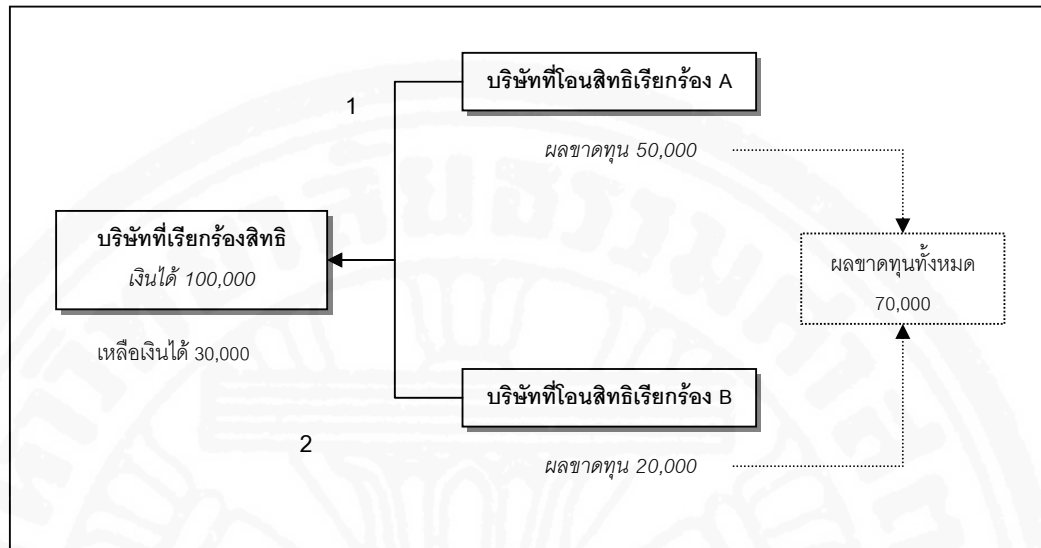 บริษัทที่โอนสิทธิเรียกร้อง A
1
ผลขาดทุน 50,000
บริษัทที่เรียกร้องสิทธิ
เงินได้ 100,000
ผลขาดทุนทั้งหมด
70,000
เหลือเงินได้ 30,000
บริษัทที่โอนสิทธิเรียกร้อง B
2
ผลขาดทุน 20,000